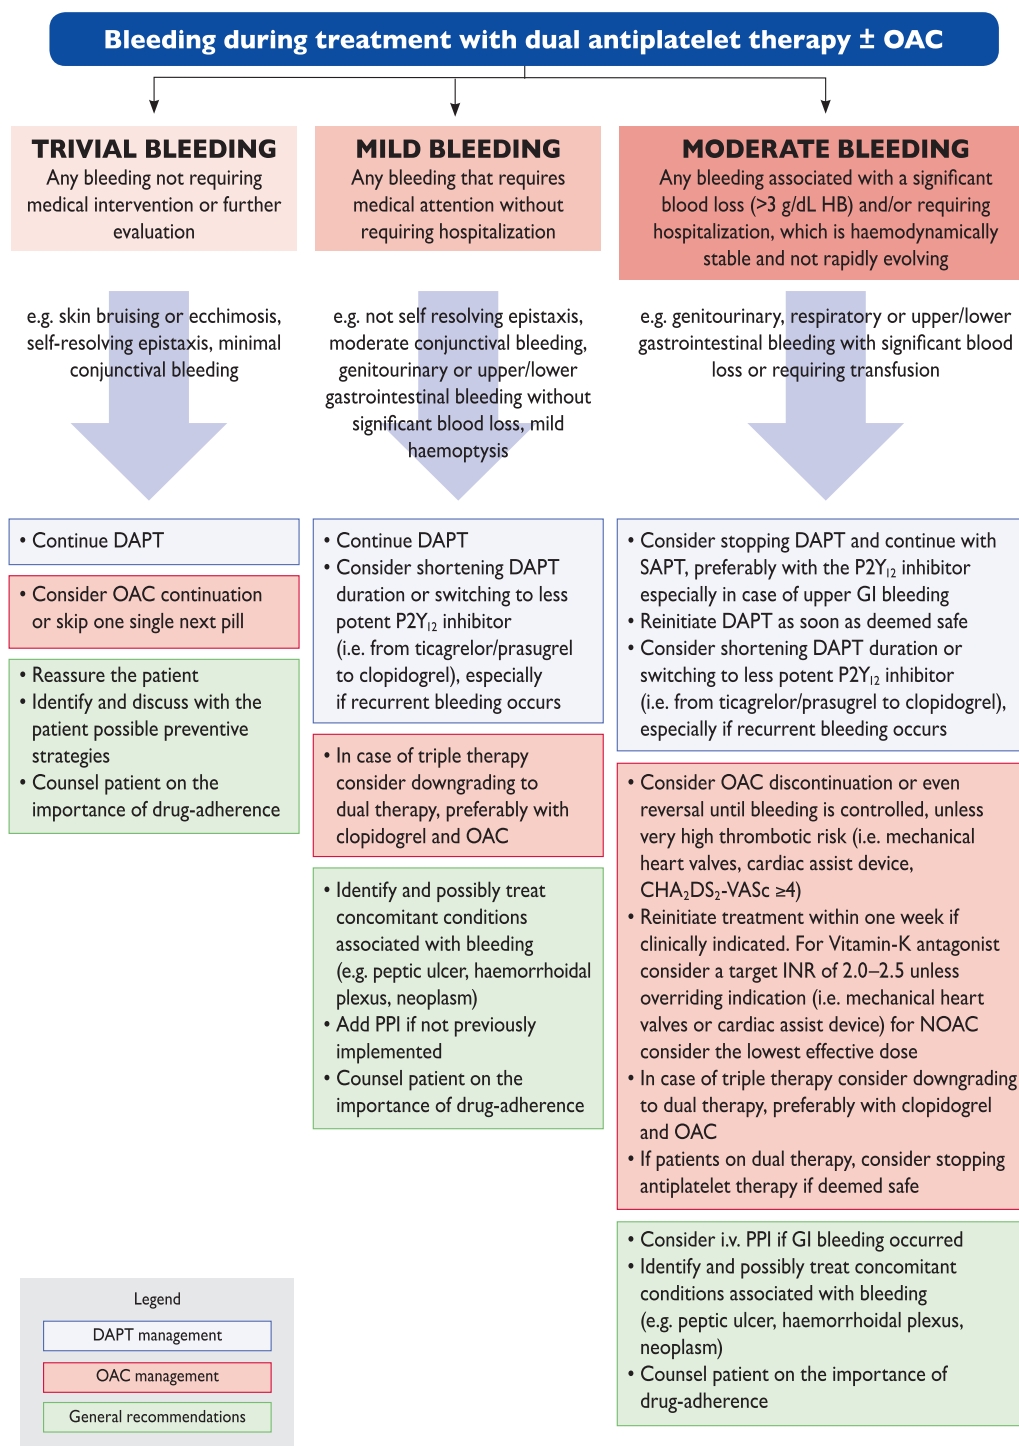 Bleeding during treatment with dual antiplatelet therapy ± OAC
TRIVIAL BLEEDING
Any bleeding not requiring
medical intervention or further
evaluation
e.g. skin bruising or ecchimosis,
self-resolving epistaxis, minimal
conjunctival bleeding
• Continue DAPT
• Consider OAC continuation
or skip one single next pill
• Reassure the patient
• Identify and discuss with the
patient possible preventive
strategies
• Counsel patient on the
importance of drug-adherence
MILD BLEEDING
Any bleeding that requires
medical attention without
requiring hospitalization
e.g. not self resolving epistaxis,
moderate conjunctival bleeding,
genitourinary or upper/lower
gastrointestinal bleeding without
significant blood loss, mild
haemoptysis
• Continue DAPT
• Consider shortening DAPT
duration or switching to less
potent P2Y₁₂ inhibitor
(i.e. from ticagrelor/prasugrel
to clopidogrel), especially
if recurrent bleeding occurs
• In case of triple therapy
consider downgrading to
dual therapy, preferably with
clopidogrel and OAC
• Identify and possibly treat
concomitant conditions
associated with bleeding
(e.g. peptic ulcer, haemorrhoidal
plexus, neoplasm)
• Add PPI if not previously
implemented
• Counsel patient on the
importance of drug-adherence
MODERATE BLEEDING
Any bleeding associated with a significant
blood loss (>3 g/dL HB) and/or requiring
hospitalization, which is haemodynamically
stable and not rapidly evolving
e.g. genitourinary, respiratory or upper/lower
gastrointestinal bleeding with significant blood
loss or requiring transfusion
• Consider stopping DAPT and continue with
SAPT, preferably with the P2Y₁₂ inhibitor
especially in case of upper GI bleeding
• Reinitiate DAPT as soon as deemed safe
• Consider shortening DAPT duration or
switching to less potent P2Y₁₂ inhibitor
(i.e. from ticagrelor/prasugrel to clopidogrel),
especially if recurrent bleeding occurs
• Consider OAC discontinuation or even
reversal until bleeding is controlled, unless
very high thrombotic risk (i.e. mechanical
heart valves, cardiac assist device,
CHA₂DS₂-VASc ≥4)
• Reinitiate treatment within one week if
clinically indicated. For Vitamin-K antagonist
consider a target INR of 2.0–2.5 unless
overriding indication (i.e. mechanical heart
valves or cardiac assist device) for NOAC
consider the lowest effective dose
• In case of triple therapy consider downgrading
to dual therapy, preferably with clopidogrel
and OAC
• If patients on dual therapy, consider stopping
antiplatelet therapy if deemed safe
• Consider i.v. PPI if GI bleeding occurred
• Identify and possibly treat concomitant
conditions associated with bleeding
(e.g. peptic ulcer, haemorrhoidal plexus,
neoplasm)
• Counsel patient on the importance of
drug-adherence
Legend
DAPT management
OAC management
General recommendations